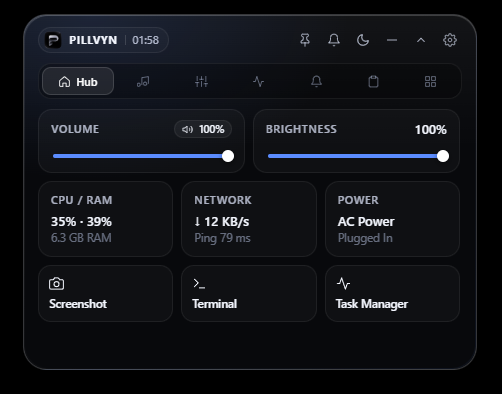 PILLVYN 01:58
Hub
VOLUME 100%
BRIGHTNESS 100%
CPU / RAM
35% · 39%
6.3 GB RAM
NETWORK
↓ 12 KB/s
Ping 79 ms
POWER
AC Power
Plugged In
Screenshot
Terminal
Task Manager